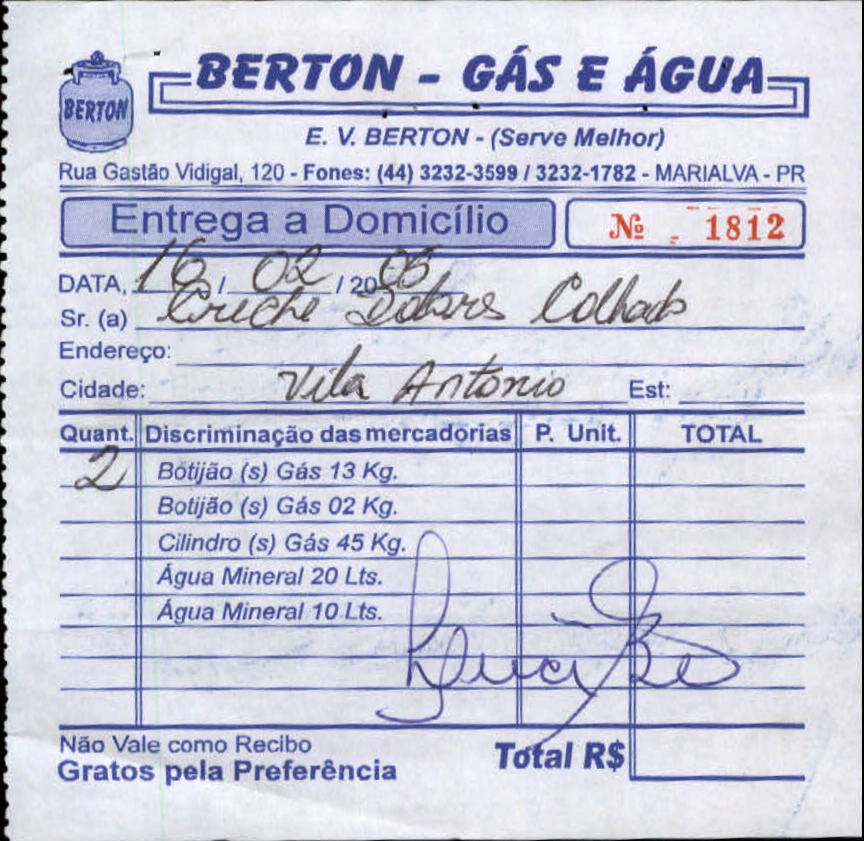 BERTON
BERTON - GÁS E ÁGUA
E. V. BERTON - (Serve Melhor)
Rua Gastão Vidigal, 120 - Fones: (44) 3232-3599 / 3232-1782 - MARIALVA - PR
Entrega a Domicílio Nº 1812
DATA, 16 / 02 / 2006
Sr. (a) Creche Dolores Colhado
Endereço:
Cidade: Vila Antonio Est:
Quant. Discriminação das mercadorias P. Unit. TOTAL
2 Botijão (s) Gás 13 Kg.
Botijão (s) Gás 02 Kg.
Cilindro (s) Gás 45 Kg.
Água Mineral 20 Lts.
Água Mineral 10 Lts.
Não Vale como Recibo
Gratos pela Preferência
Total R$